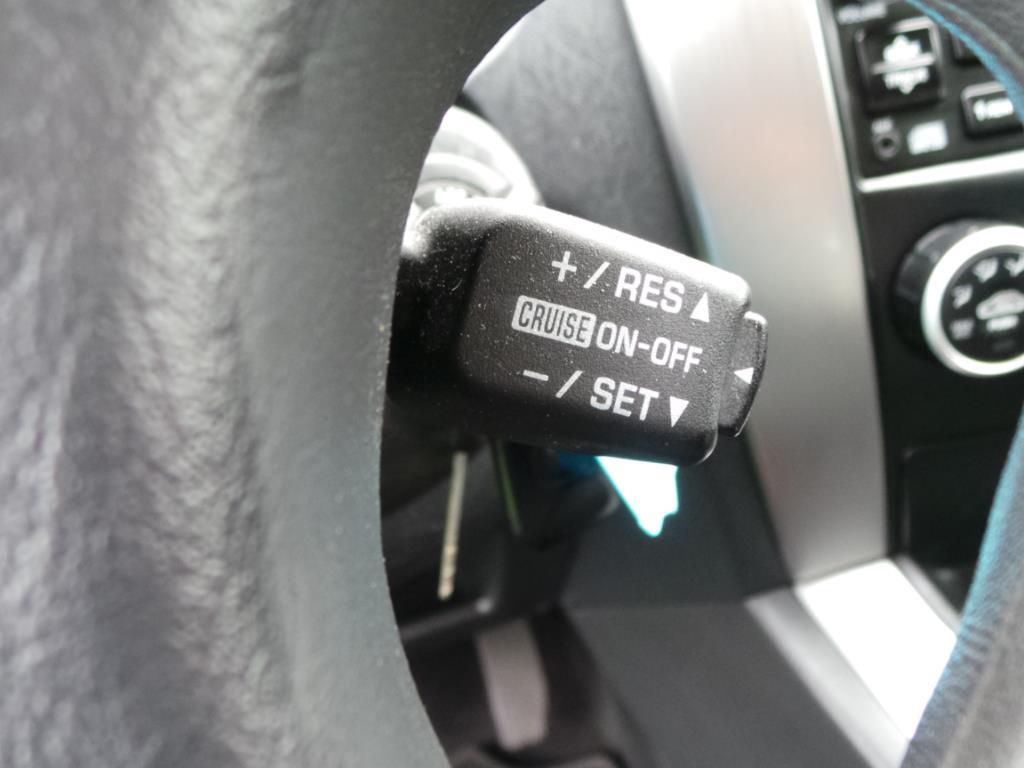 + / RES ▲
CRUISE ON-OFF ◀
– / SET ▼